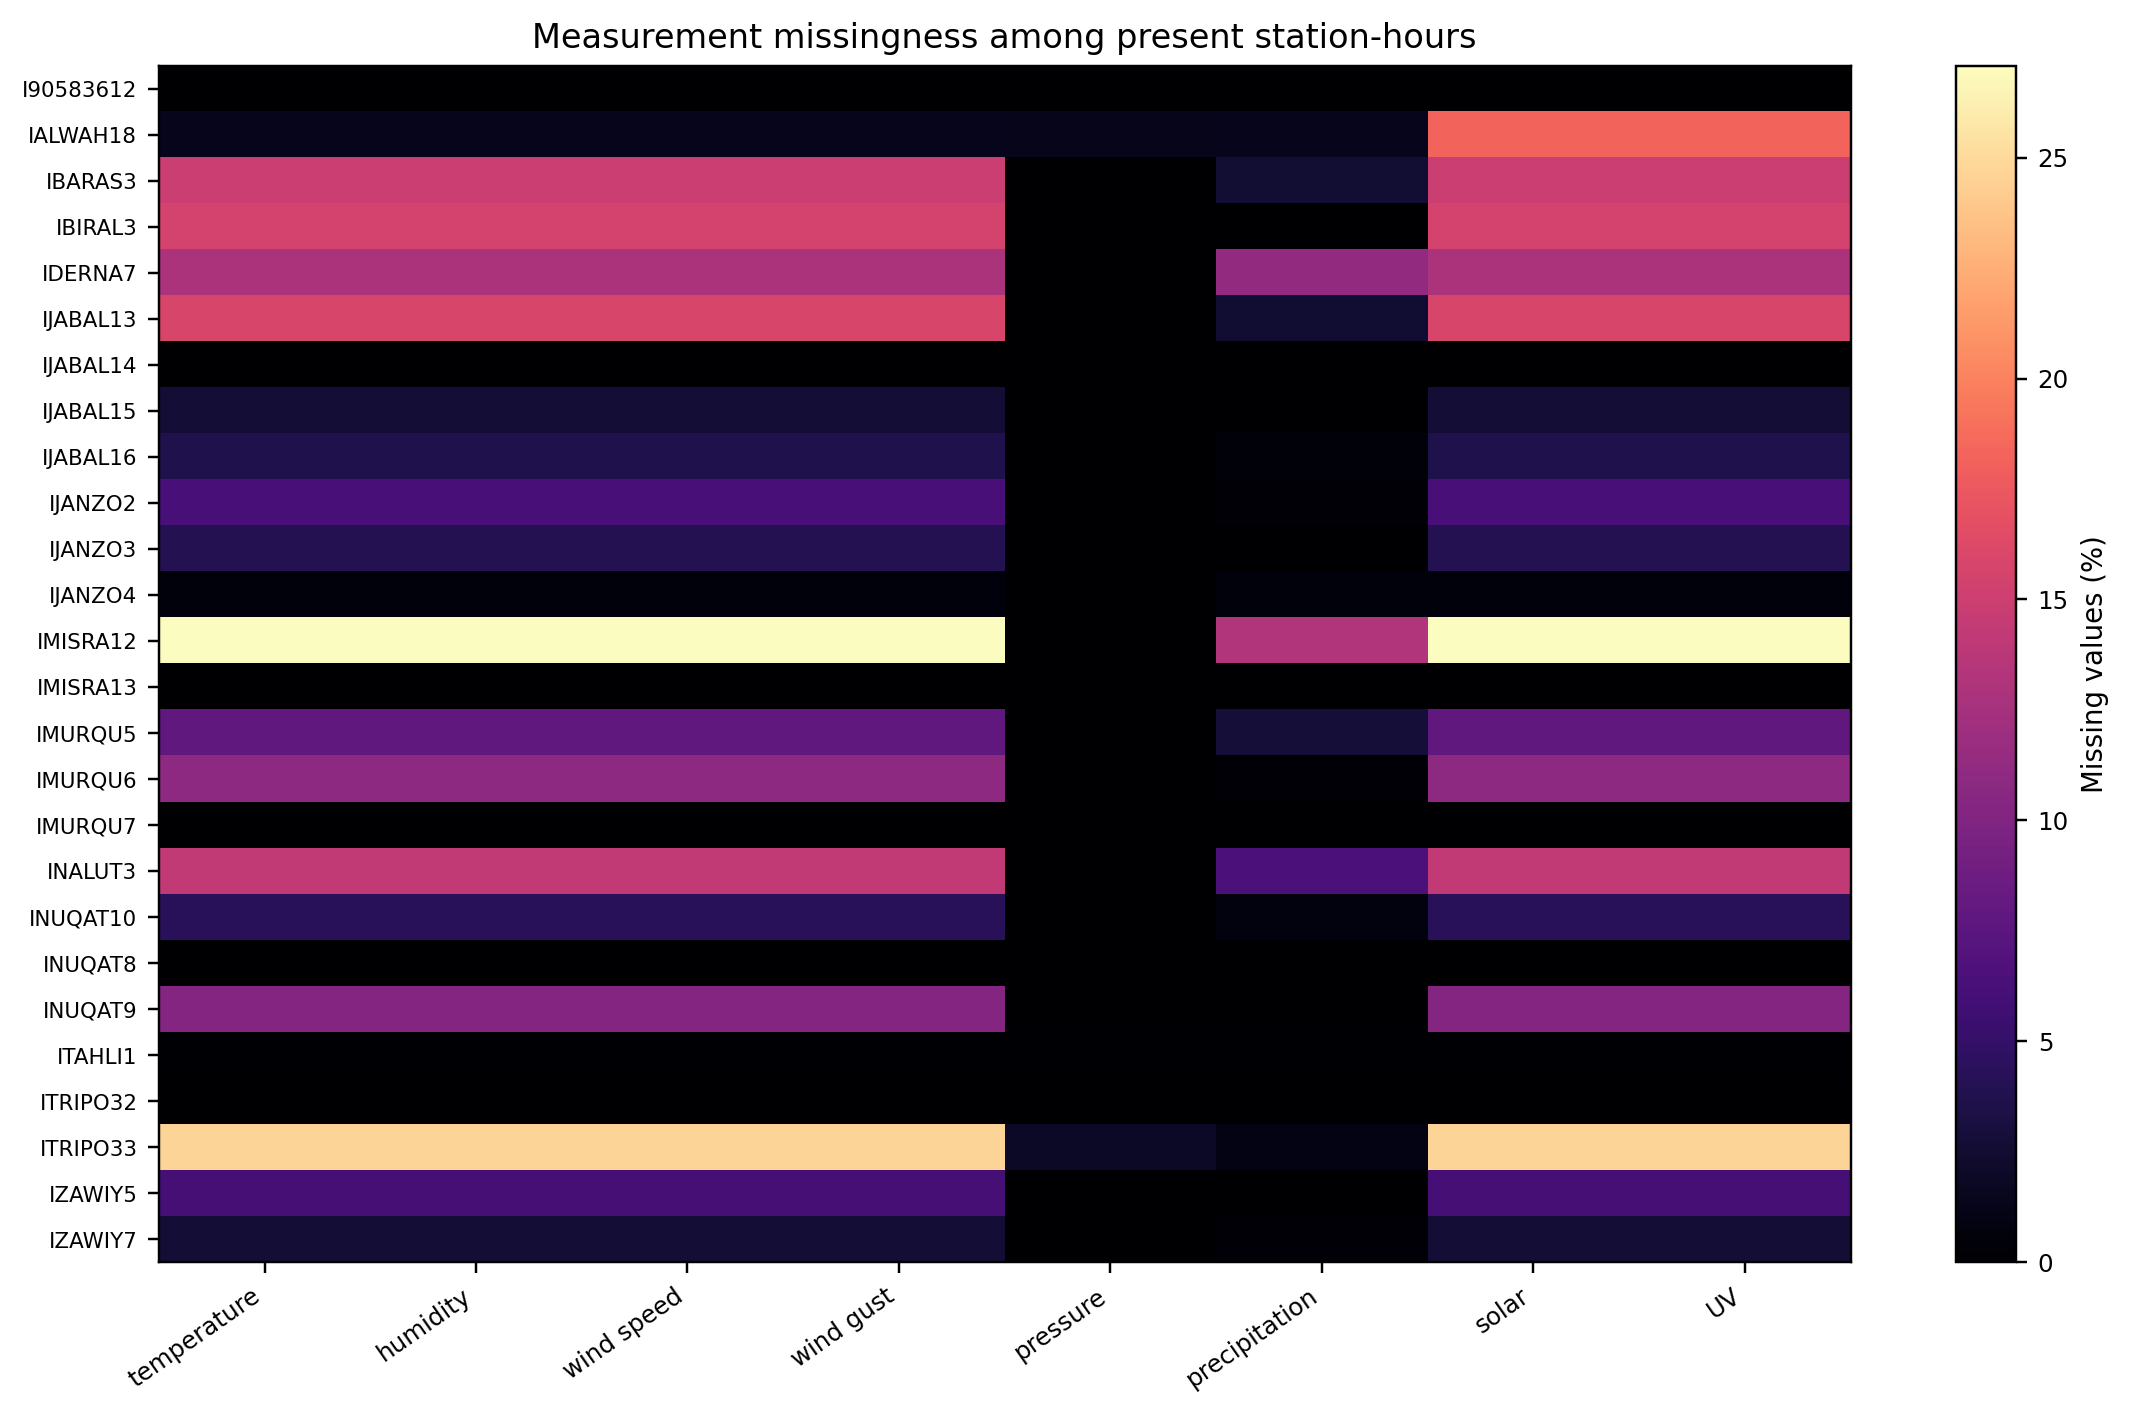 Measurement missingness among present station-hours
I90583612
IALWAH18
IBARAS3
IBIRAL3
IDERNA7
IJABAL13
IJABAL14
IJABAL15
IJABAL16
IJANZO2
IJANZO3
IJANZO4
IMISRA12
IMISRA13
IMURQU5
IMURQU6
IMURQU7
INALUT3
INUQAT10
INUQAT8
INUQAT9
ITAHLI1
ITRIPO32
ITRIPO33
IZAWIY5
IZAWIY7
temperature
humidity
wind speed
wind gust
pressure
precipitation
solar
UV
25
20
15
10
5
0
Missing values (%)